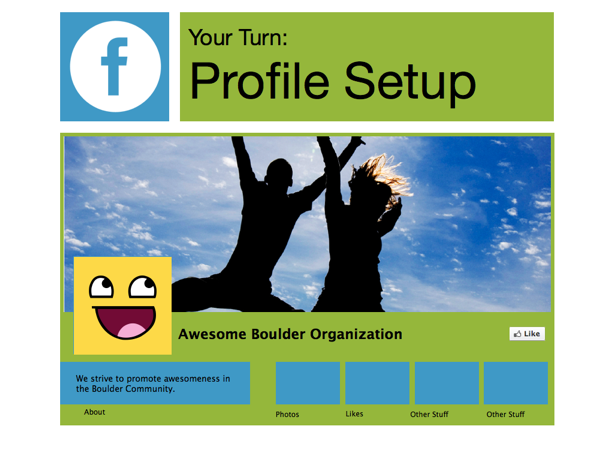 f
Your Turn:
Profile Setup
Awesome Boulder Organization
Like
We strive to promote awesomeness in
the Boulder Community.
About
Photos
Likes
Other Stuff
Other Stuff